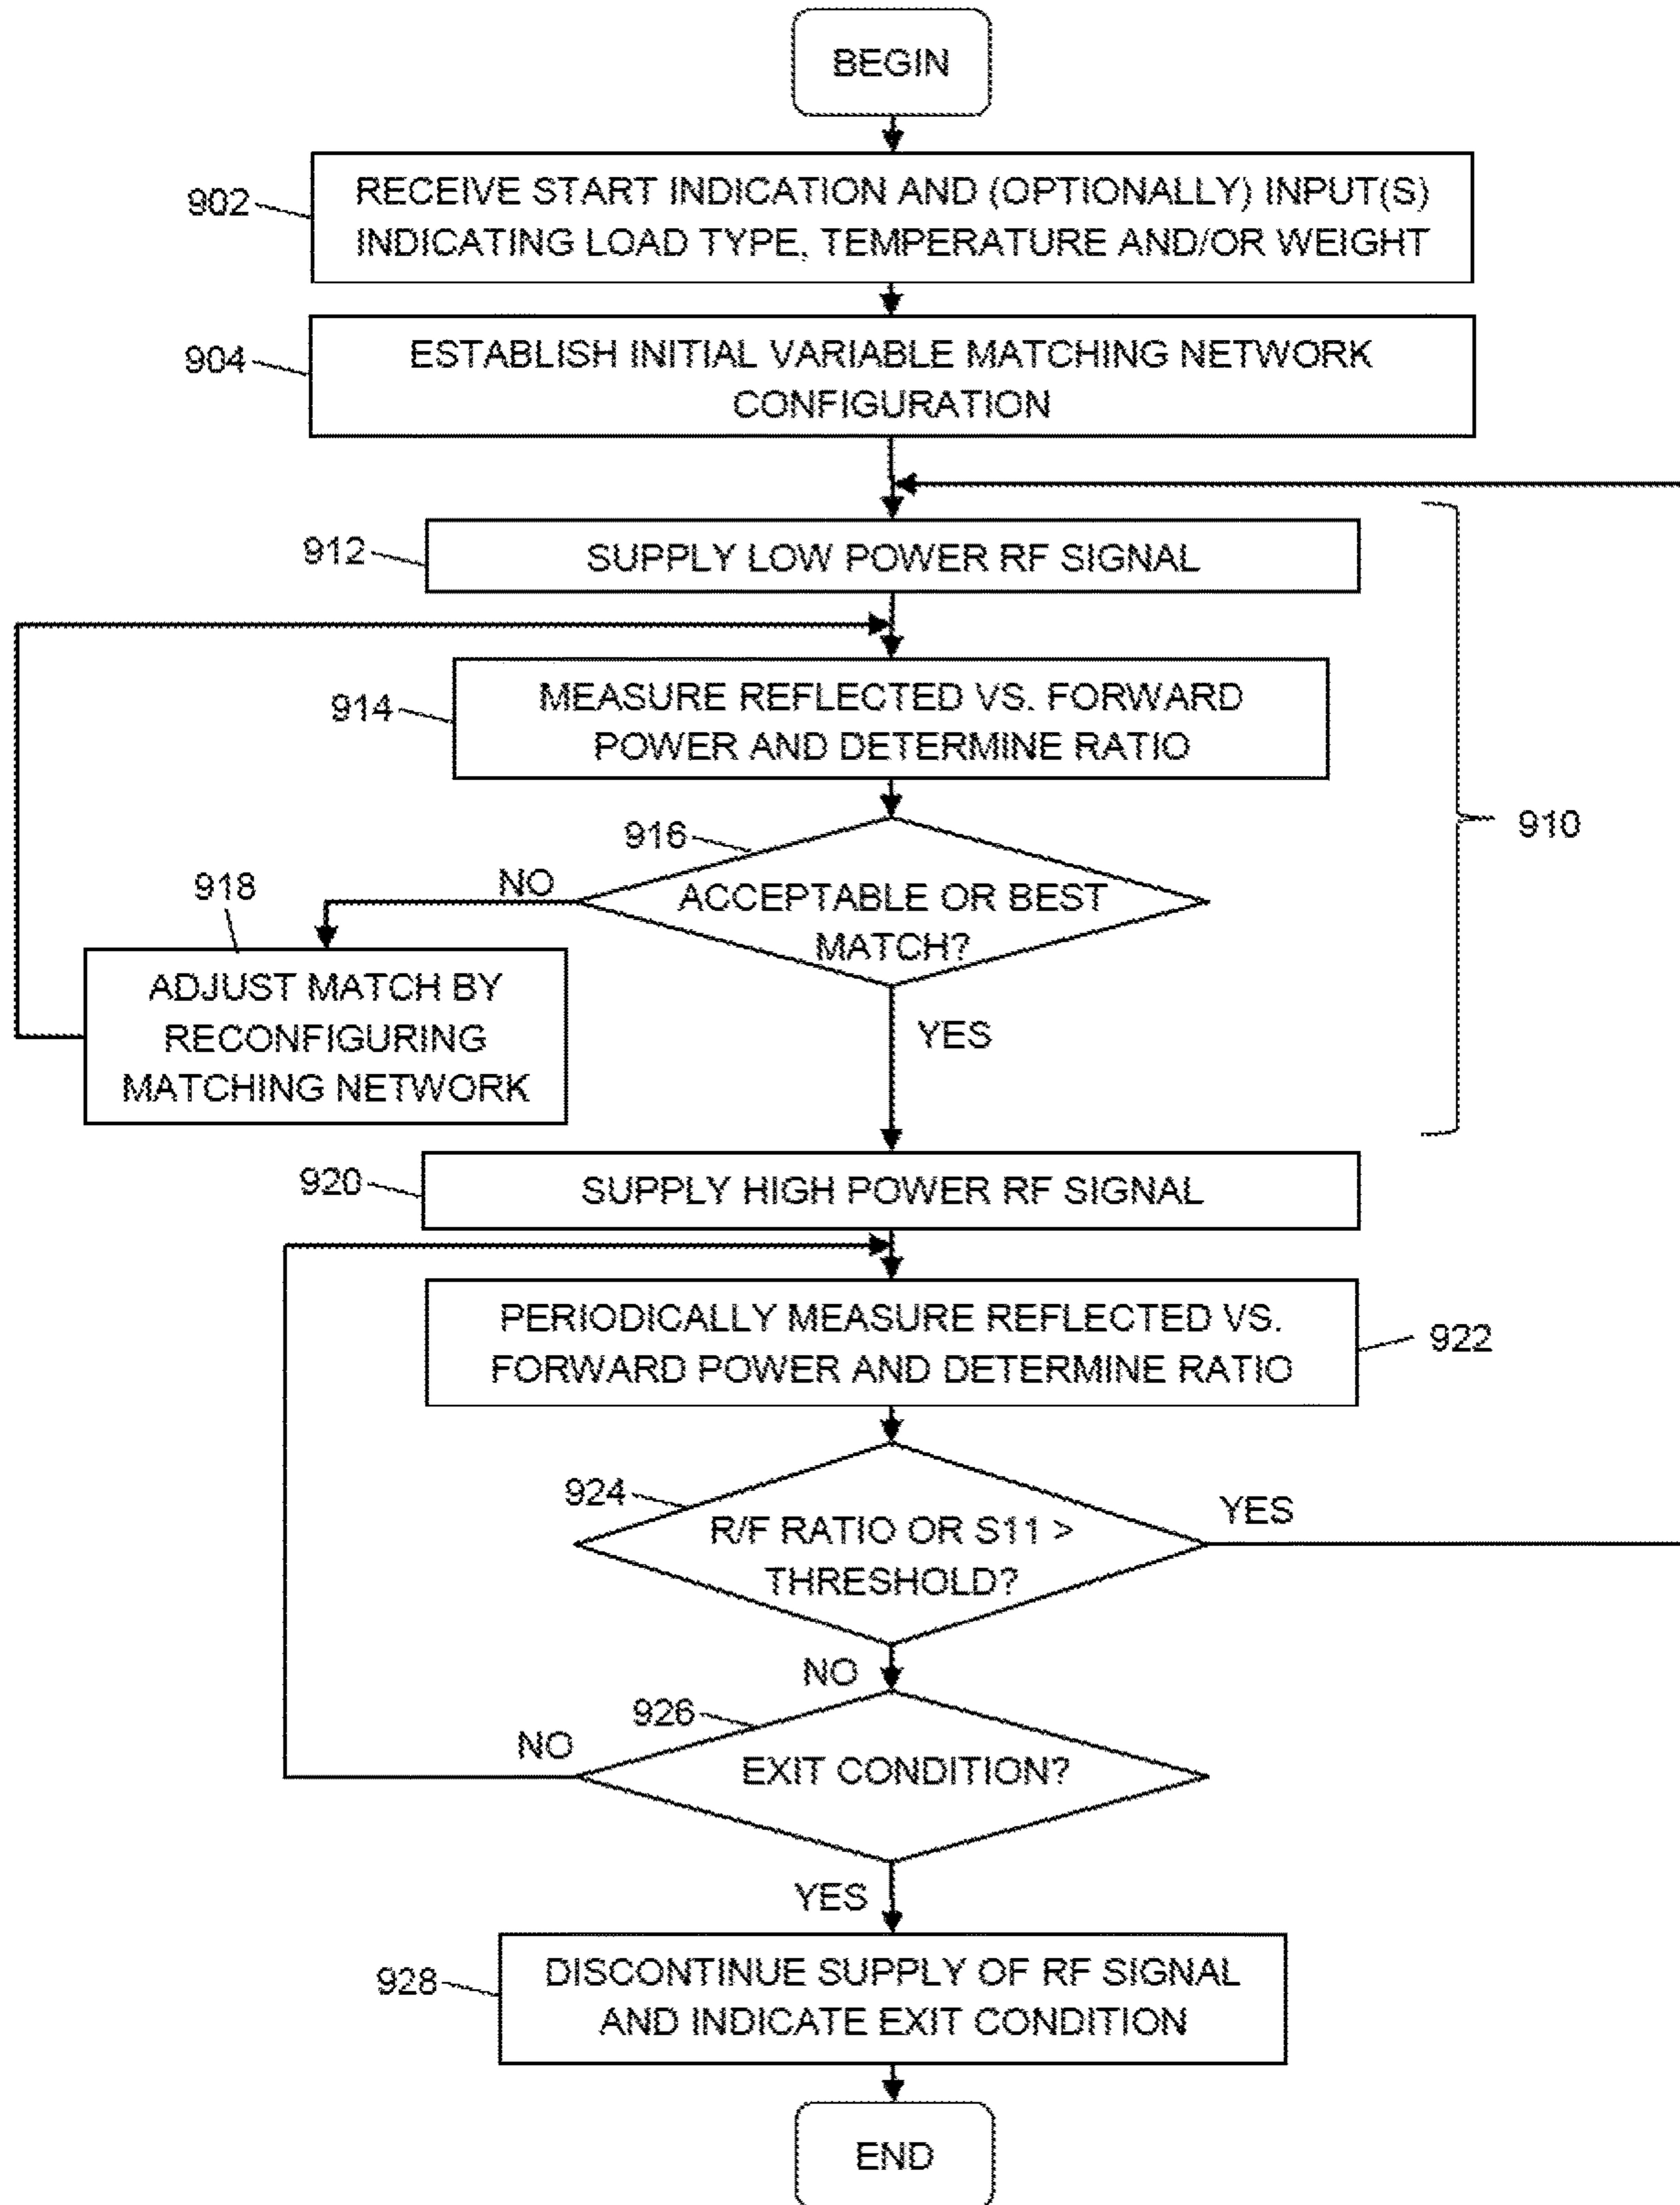 BEGIN
902
RECEIVE START INDICATION AND (OPTIONALLY) INPUT(S)
INDICATING LOAD TYPE, TEMPERATURE AND/OR WEIGHT
904
ESTABLISH INITIAL VARIABLE MATCHING NETWORK
CONFIGURATION
912
SUPPLY LOW POWER RF SIGNAL
914
MEASURE REFLECTED VS. FORWARD
POWER AND DETERMINE RATIO
910
916
ACCEPTABLE OR BEST
MATCH?
NO
918
ADJUST MATCH BY
RECONFIGURING
MATCHING NETWORK
YES
920
SUPPLY HIGH POWER RF SIGNAL
PERIODICALLY MEASURE REFLECTED VS.
FORWARD POWER AND DETERMINE RATIO
922
924
R/F RATIO OR S11 >
THRESHOLD?
YES
NO
926
EXIT CONDITION?
NO
YES
928
DISCONTINUE SUPPLY OF RF SIGNAL
AND INDICATE EXIT CONDITION
END